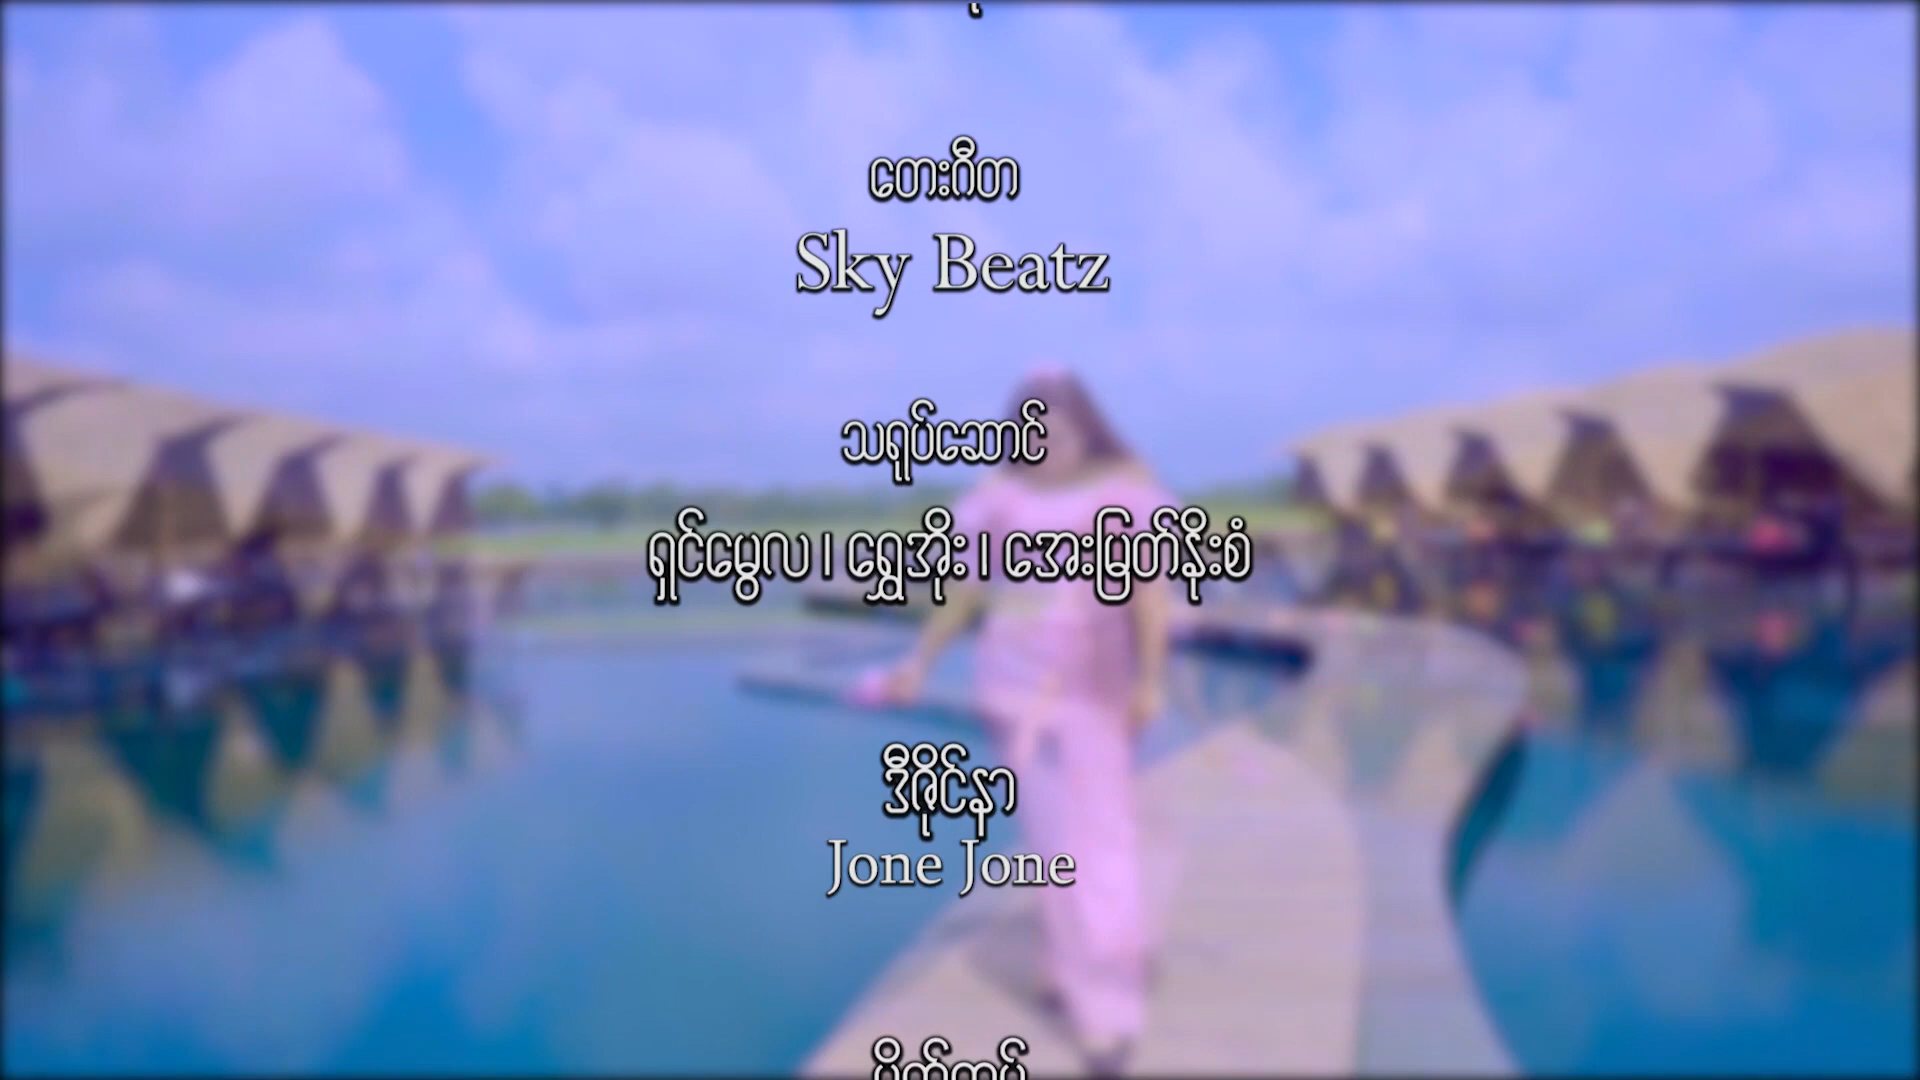 တေးဂီတ
Sky Beatz
သရုပ်ဆောင်
ရှင်မွေလ ၊ ရွှေအိုး ၊ အေးမြတ်နိုးစံ
ဒီဇိုင်နာ
Jone Jone